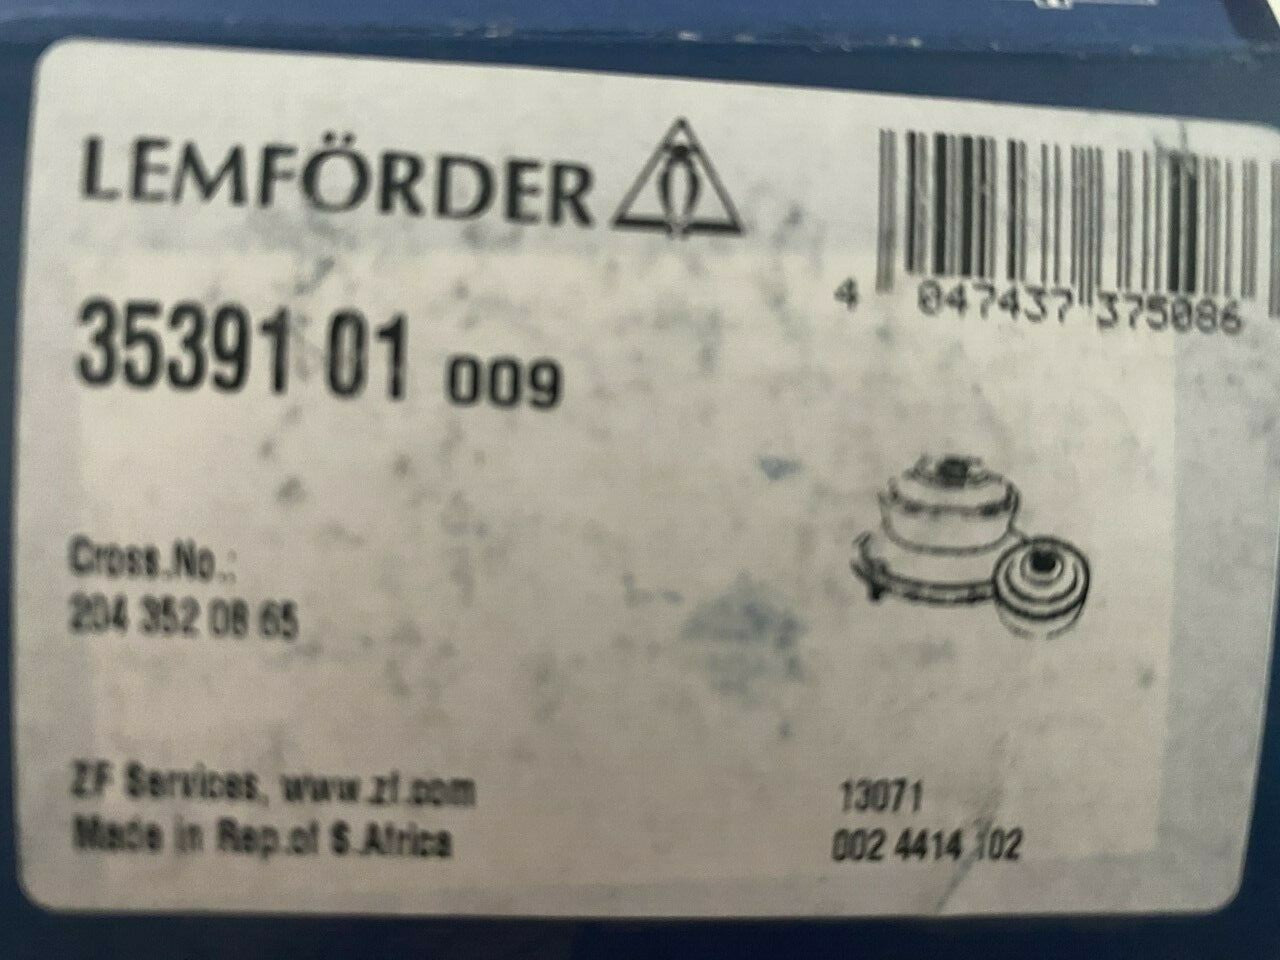 LEMFÖRDER
4 047437 375086
35391 01 009
Cross.No.:
204 352 08 65
ZF Services, www.zf.com
Made in Rep.of S.Africa
13071
002 4414 102